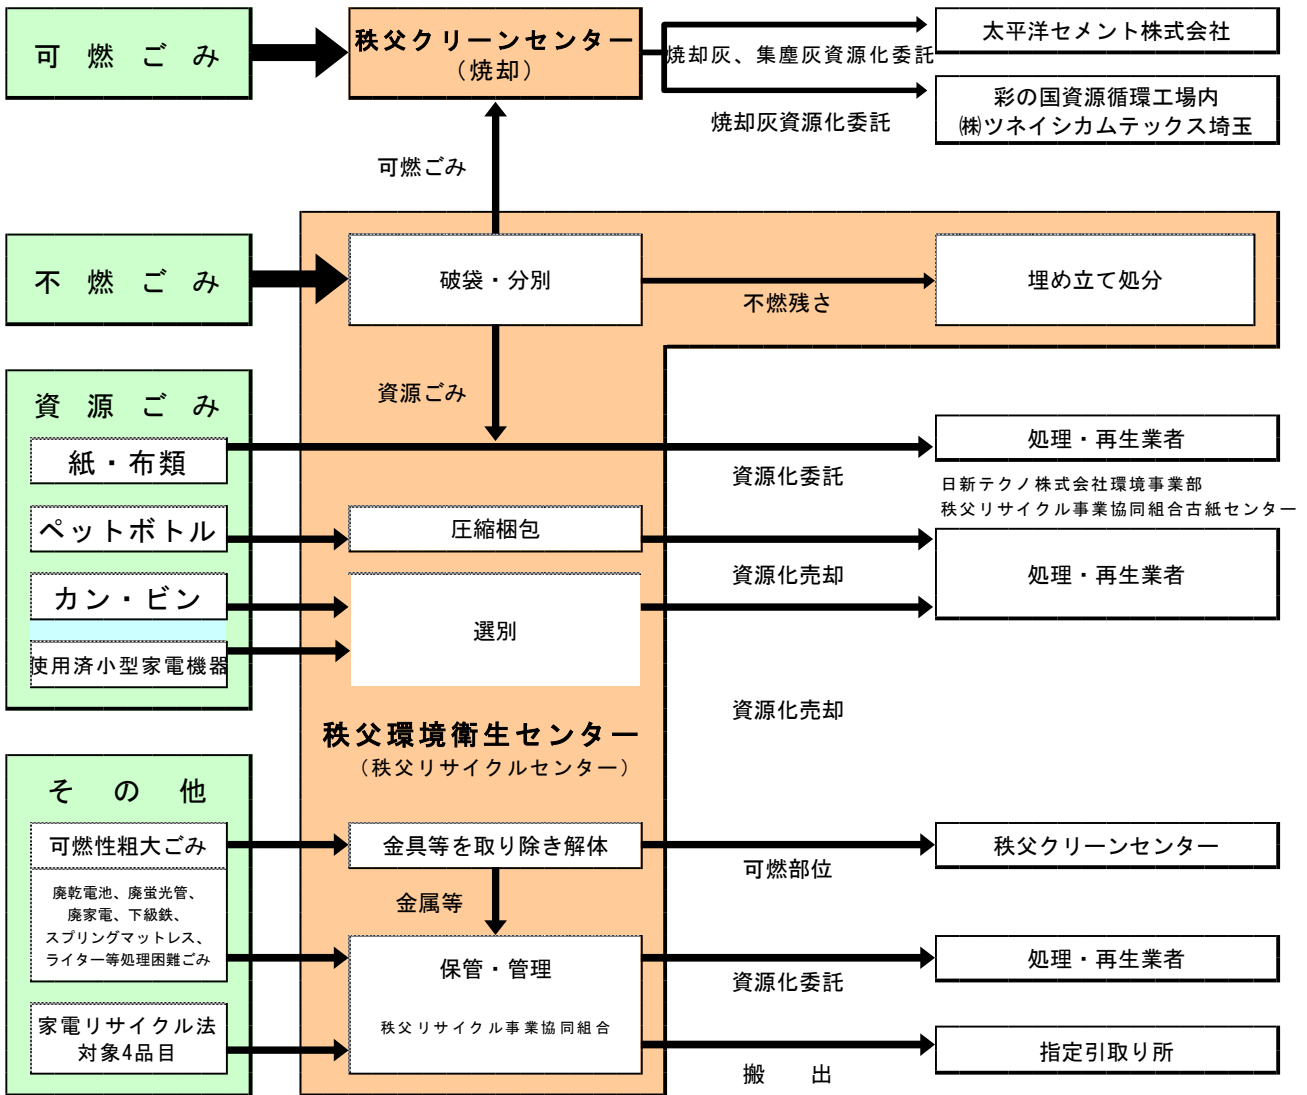 可燃ごみ
秩父クリーンセンター
（焼却）
焼却灰、集塵灰資源化委託
太平洋セメント株式会社
焼却灰資源化委託
彩の国資源循環工場内
㈱ツネイシカムテックス埼玉
可燃ごみ
不燃ごみ
破袋・分別
不燃残さ
埋め立て処分
資源ごみ
資源ごみ
紙・布類
資源化委託
処理・再生業者
日新テクノ株式会社環境事業部
秩父リサイクル事業協同組合古紙センター
ペットボトル
圧縮梱包
資源化売却
処理・再生業者
カン・ビン
選別
使用済小型家電機器
資源化売却
秩父環境衛生センター
（秩父リサイクルセンター）
その他
可燃性粗大ごみ
金具等を取り除き解体
可燃部位
秩父クリーンセンター
金属等
廃乾電池、廃蛍光管、
廃家電、下級鉄、
スプリングマットレス、
ライター等処理困難ごみ
保管・管理
秩父リサイクル事業協同組合
資源化委託
処理・再生業者
家電リサイクル法
対象4品目
搬出
指定引取り所